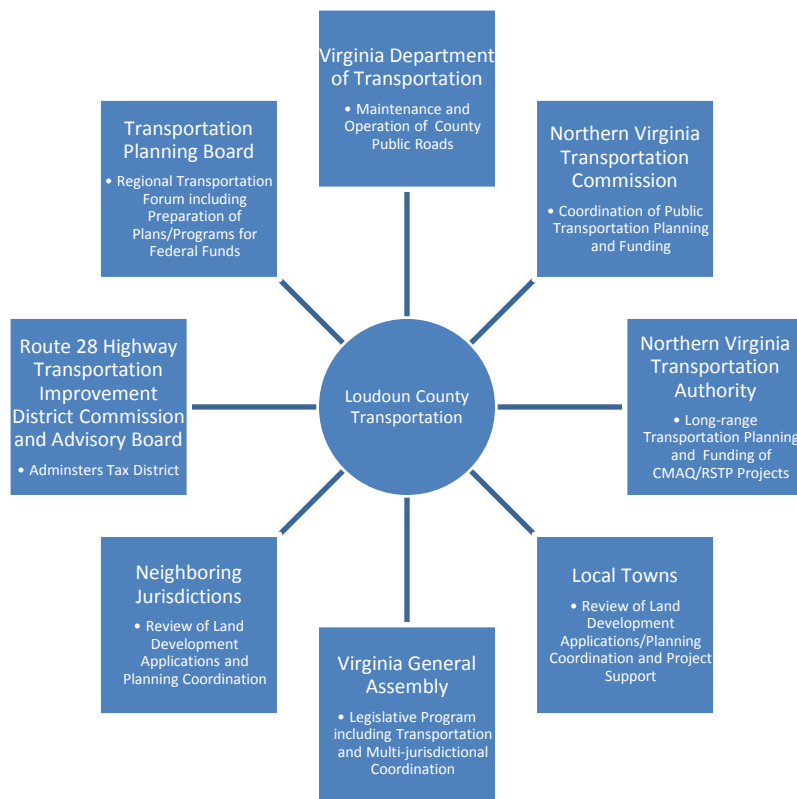 Virginia Department
of Transportation
• Maintenance and
Operation of County
Public Roads
Northern Virginia
Transportation
Commission
• Coordination of Public
Transportation Planning
and Funding
Northern Virginia
Transportation
Authority
• Long-range
Transportation Planning
and Funding of
CMAQ/RSTP Projects
Local Towns
• Review of Land
Development
Applications/Planning
Coordination and Project
Support
Virginia General
Assembly
• Legislative Program
including Transportation
and Multi-jurisdictional
Coordination
Neighboring
Jurisdictions
• Review of Land
Development
Applications and
Planning Coordination
Route 28 Highway
Transportation
Improvement
District Commission
and Advisory Board
• Adminsters Tax District
Transportation
Planning Board
• Regional Transportation
Forum including
Preparation of
Plans/Programs for
Federal Funds
Loudoun County
Transportation